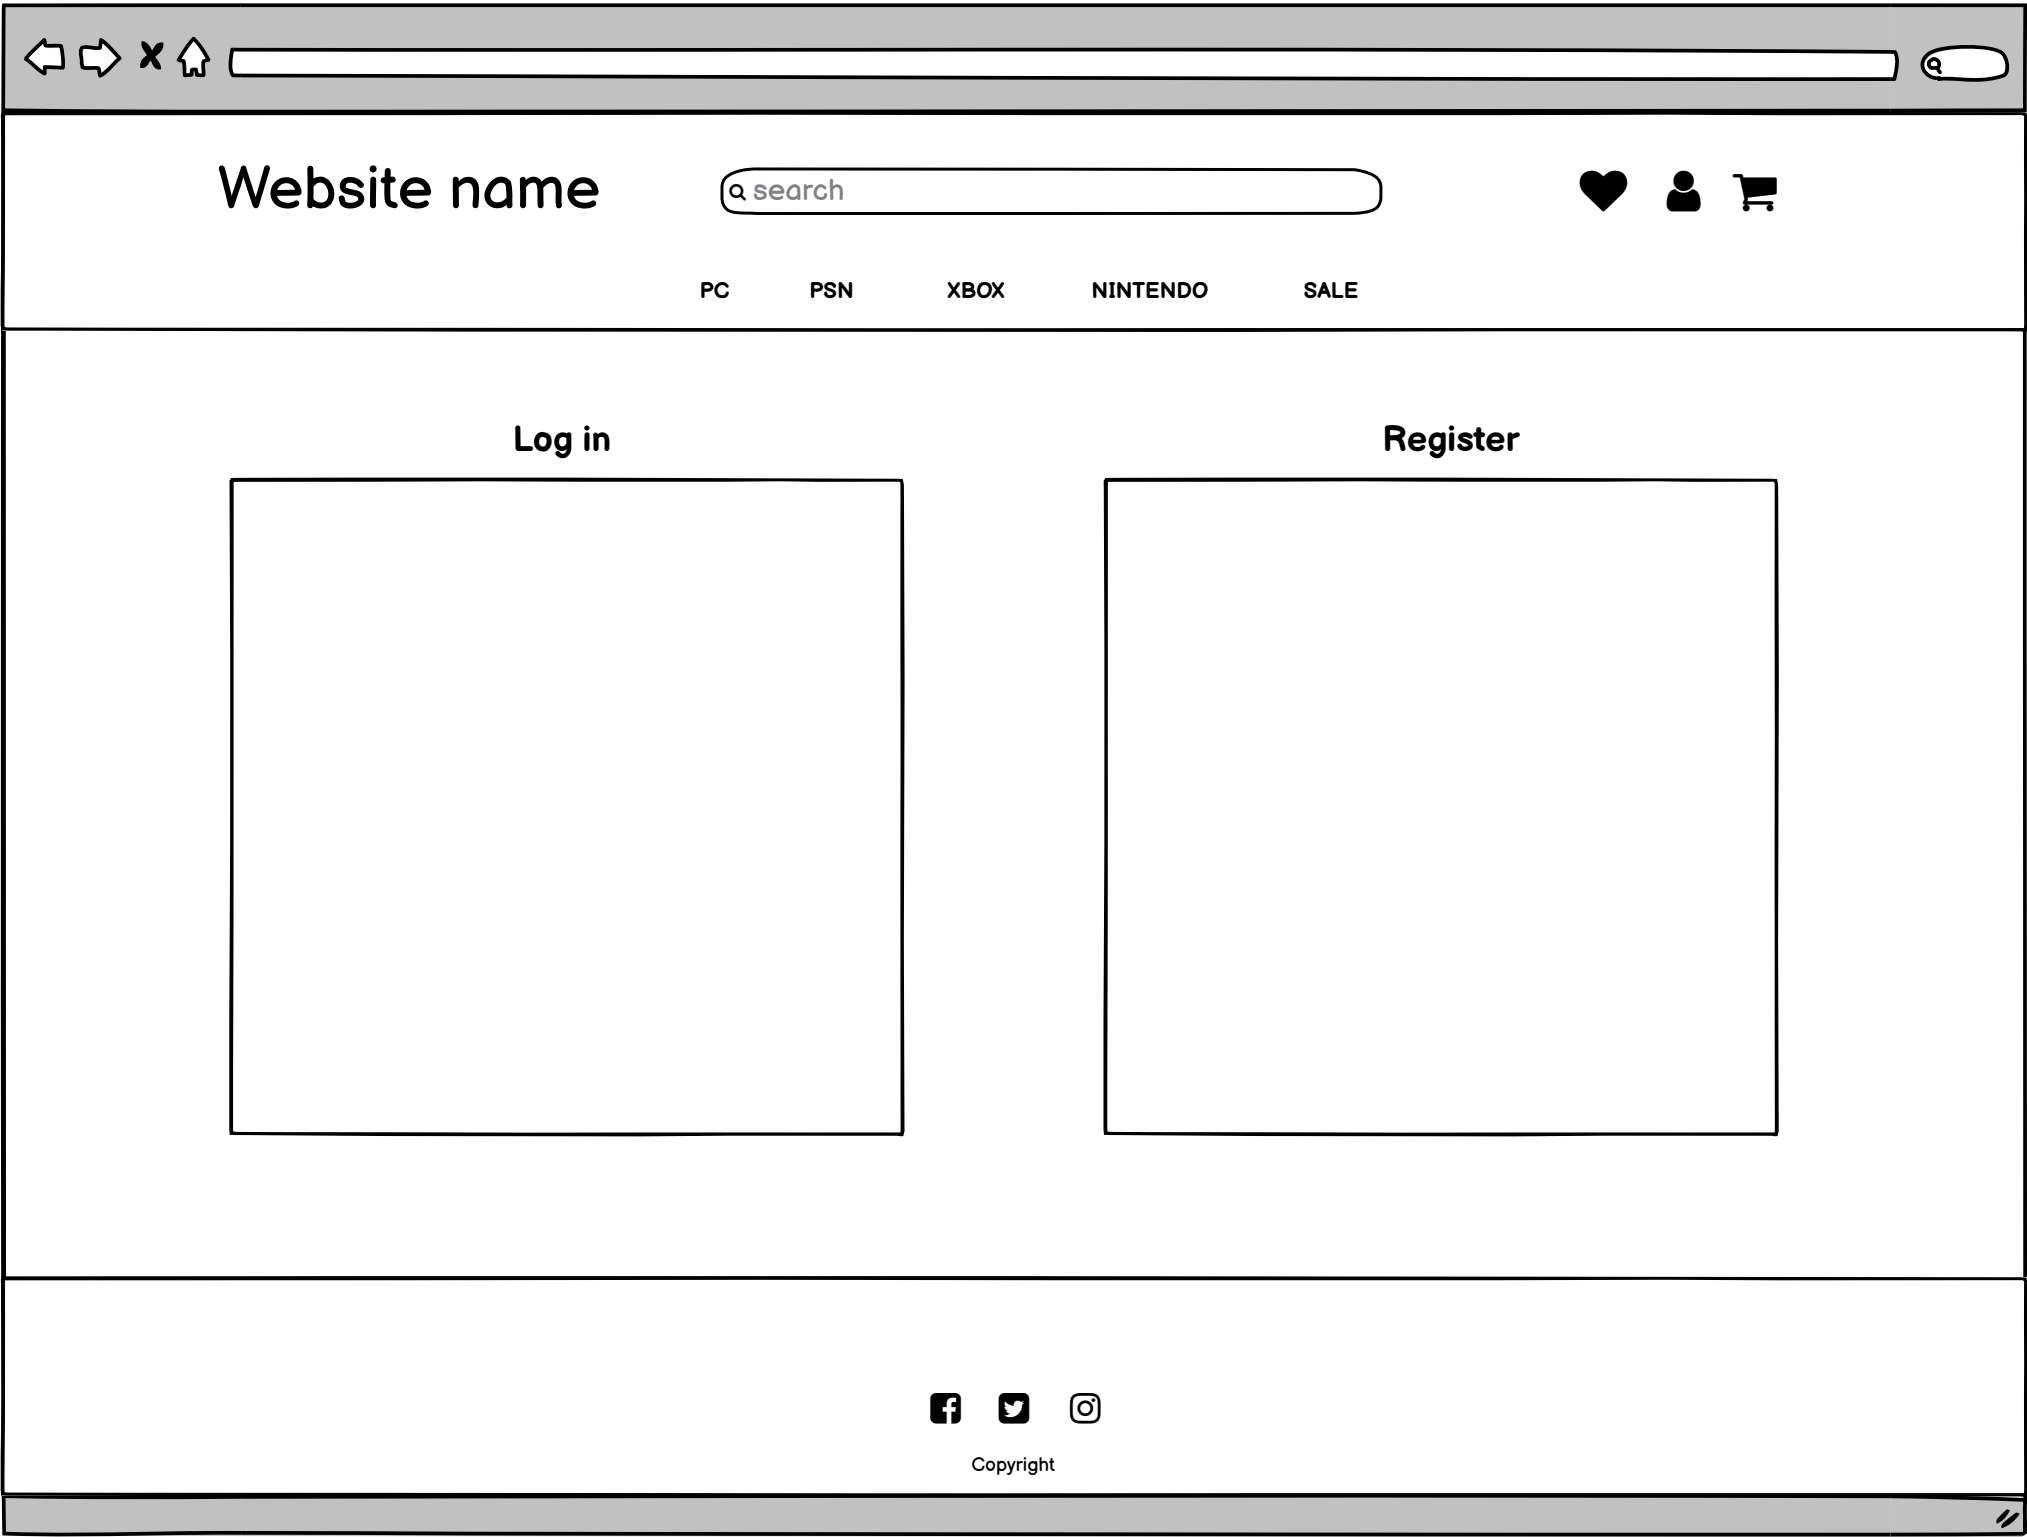 Website name
search
PC PSN XBOX NINTENDO SALE
Log in Register
Copyright